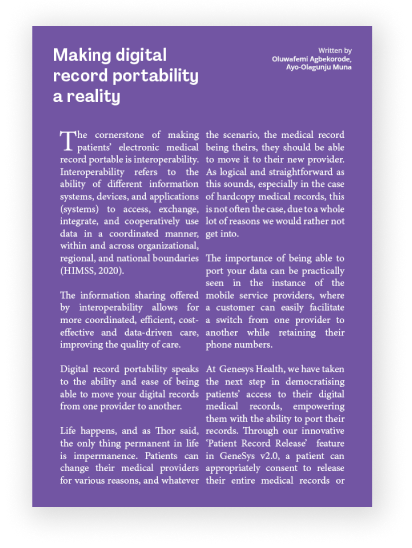 Making digital
record portability
a reality
Written by
Oluwafemi Agbekorode,
Ayo-Olagunju Muna
The cornerstone of making
patients' electronic medical
record portable is interoperability.
Interoperability refers to the
ability of different information
systems, devices, and applications
(systems) to access, exchange,
integrate, and cooperatively use
data in a coordinated manner,
within and across organizational,
regional, and national boundaries
(HIMSS, 2020).
The information sharing offered
by interoperability allows for
more coordinated, efficient, cost-
effective and data-driven care,
improving the quality of care.
Digital record portability speaks
to the ability and ease of being
able to move your digital records
from one provider to another.
Life happens, and as Thor said,
the only thing permanent in life
is impermanence. Patients can
change their medical providers
for various reasons, and whatever
the scenario, the medical record
being theirs, they should be able
to move it to their new provider.
As logical and straightforward as
this sounds, especially in the case
of hardcopy medical records, this
is not often the case, due to a whole
lot of reasons we would rather not
get into.
The importance of being able to
port your data can be practically
seen in the instance of the
mobile service providers, where
a customer can easily facilitate
a switch from one provider to
another while retaining their
phone numbers.
At Genesys Health, we have taken
the next step in democratising
patients' access to their digital
medical records, empowering
them with the ability to port their
records. Through our innovative
'Patient Record Release' feature
in GeneSys v2.0, a patient can
appropriately consent to release
their entire medical records or